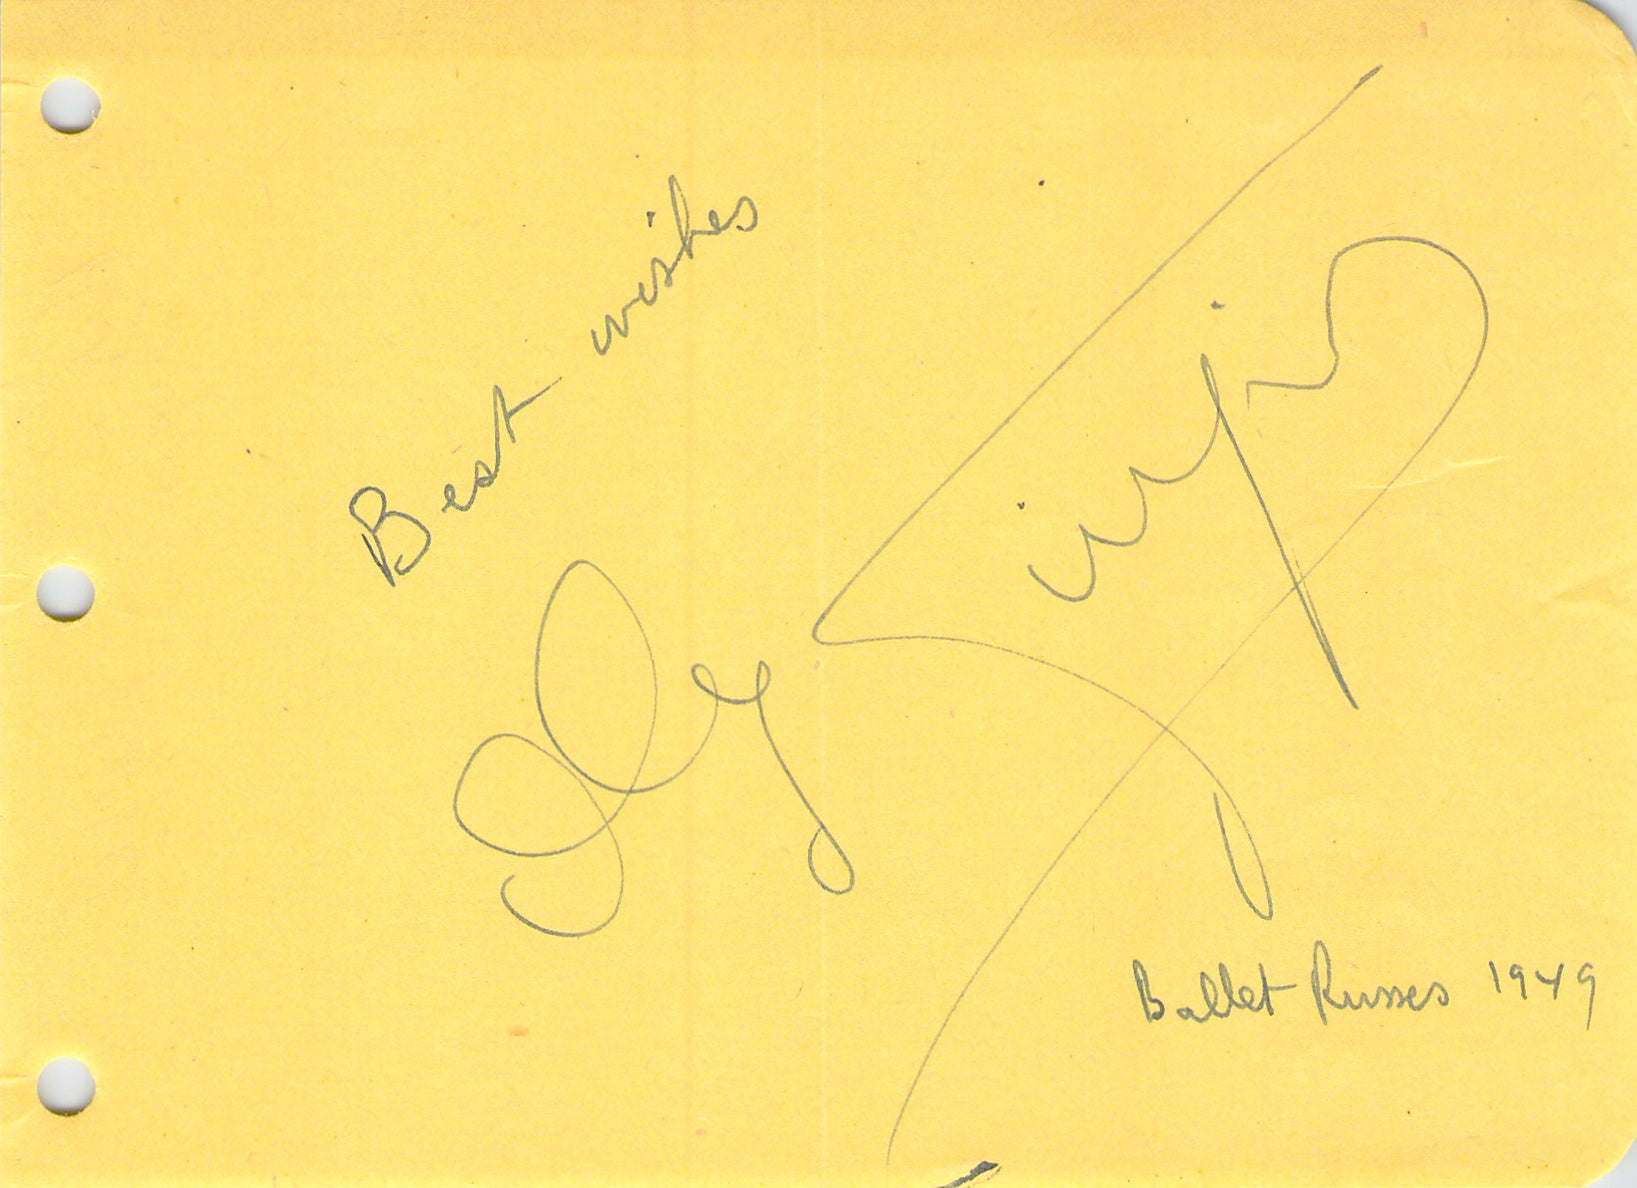 Best wishes
Ballet Russes 1949